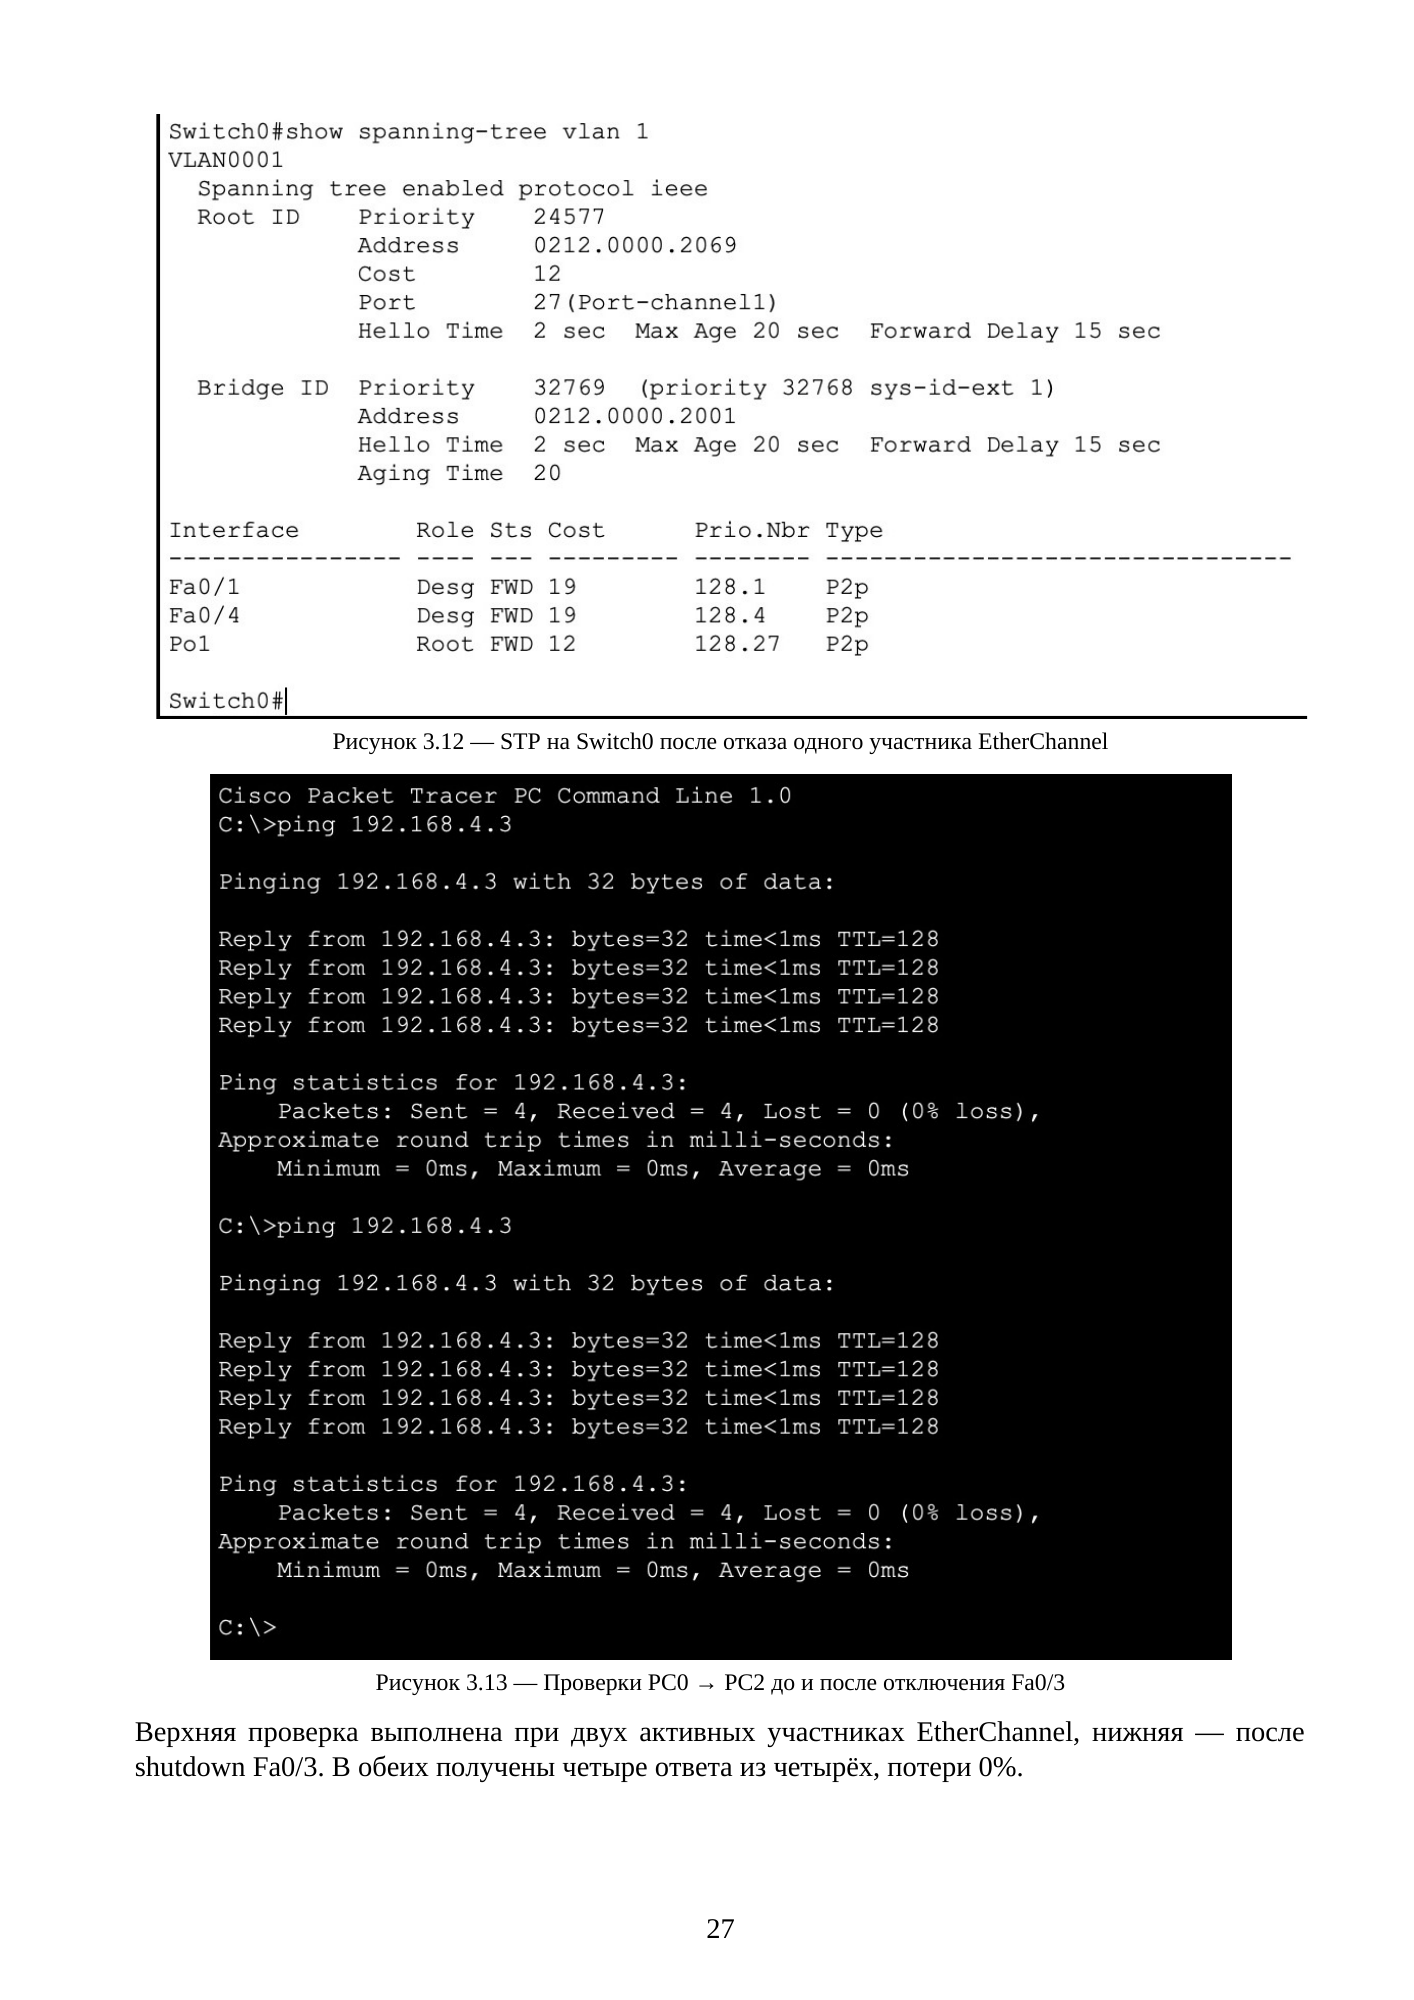 Switch0#show spanning-tree vlan 1
VLAN0001
  Spanning tree enabled protocol ieee
  Root ID    Priority    24577
             Address     0212.0000.2069
             Cost        12
             Port        27(Port-channel1)
             Hello Time  2 sec  Max Age 20 sec  Forward Delay 15 sec

  Bridge ID  Priority    32769  (priority 32768 sys-id-ext 1)
             Address     0212.0000.2001
             Hello Time  2 sec  Max Age 20 sec  Forward Delay 15 sec
             Aging Time  20

Interface        Role Sts Cost      Prio.Nbr Type
---------------- ---- --- --------- -------- --------------------------------
Fa0/1            Desg FWD 19        128.1    P2p
Fa0/4            Desg FWD 19        128.4    P2p
Po1              Root FWD 12        128.27   P2p

Switch0#
Рисунок 3.12 — STP на Switch0 после отказа одного участника EtherChannel
Cisco Packet Tracer PC Command Line 1.0
C:\>ping 192.168.4.3

Pinging 192.168.4.3 with 32 bytes of data:

Reply from 192.168.4.3: bytes=32 time<1ms TTL=128
Reply from 192.168.4.3: bytes=32 time<1ms TTL=128
Reply from 192.168.4.3: bytes=32 time<1ms TTL=128
Reply from 192.168.4.3: bytes=32 time<1ms TTL=128

Ping statistics for 192.168.4.3:
    Packets: Sent = 4, Received = 4, Lost = 0 (0% loss),
Approximate round trip times in milli-seconds:
    Minimum = 0ms, Maximum = 0ms, Average = 0ms

C:\>ping 192.168.4.3

Pinging 192.168.4.3 with 32 bytes of data:

Reply from 192.168.4.3: bytes=32 time<1ms TTL=128
Reply from 192.168.4.3: bytes=32 time<1ms TTL=128
Reply from 192.168.4.3: bytes=32 time<1ms TTL=128
Reply from 192.168.4.3: bytes=32 time<1ms TTL=128

Ping statistics for 192.168.4.3:
    Packets: Sent = 4, Received = 4, Lost = 0 (0% loss),
Approximate round trip times in milli-seconds:
    Minimum = 0ms, Maximum = 0ms, Average = 0ms

C:\>
Рисунок 3.13 — Проверки PC0 → PC2 до и после отключения Fa0/3
Верхняя проверка выполнена при двух активных участниках EtherChannel, нижняя — после
shutdown Fa0/3. В обеих получены четыре ответа из четырёх, потери 0%.
27